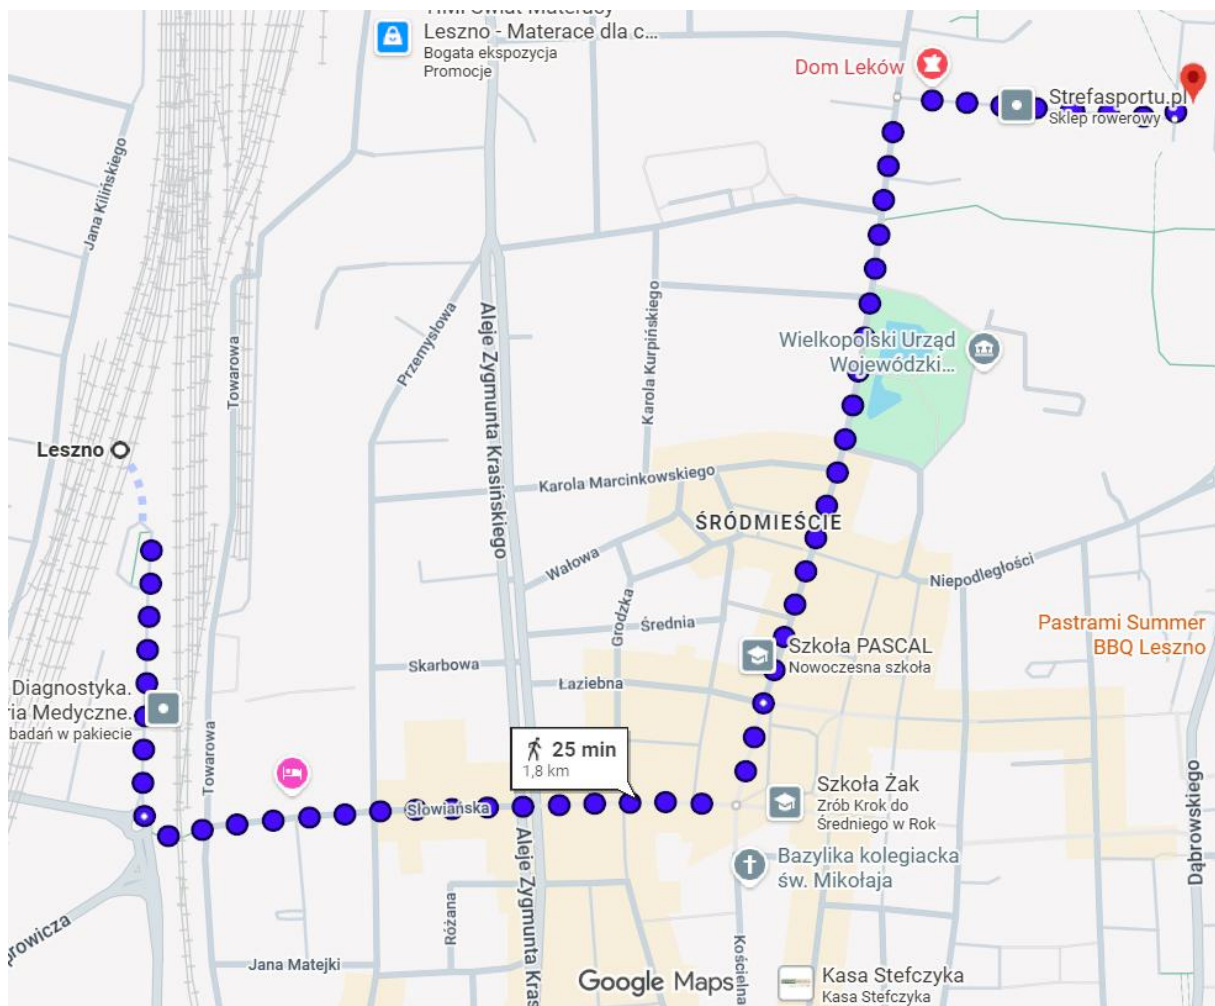 Leszno - Materace dla c...
Bogata ekspozycja
Promocje
Dom Leków
Strefasportu.pl
Sklep rowerowy
Jana Kilińskiego
Towarowa
Przemysłowa
Aleje Zygmunta Krasińskiego
Karola Kurpińskiego
Wielkopolski Urząd
Wojewódzki...
Leszno
Karola Marcinkowskiego
ŚRÓDMIEŚCIE
Wałowa
Niepodległości
Grodzka
Średnia
Pastrami Summer
BBQ Leszno
Szkoła PASCAL
Nowoczesna szkoła
Skarbowa
Łaziebna
Diagnostyka.
ria Medyczne.
badań w pakiecie
Towarowa
25 min
1,8 km
Słowiańska
Szkoła Żak
Zrób Krok do
Średniego w Rok
Dąbrowskiego
Aleje Zygmunta Kras
Bazylika kolegiacka
św. Mikołaja
Różana
Kościelna
rowicza
Jana Matejki
Google Maps
Kasa Stefczyka
Kasa Stefczyka